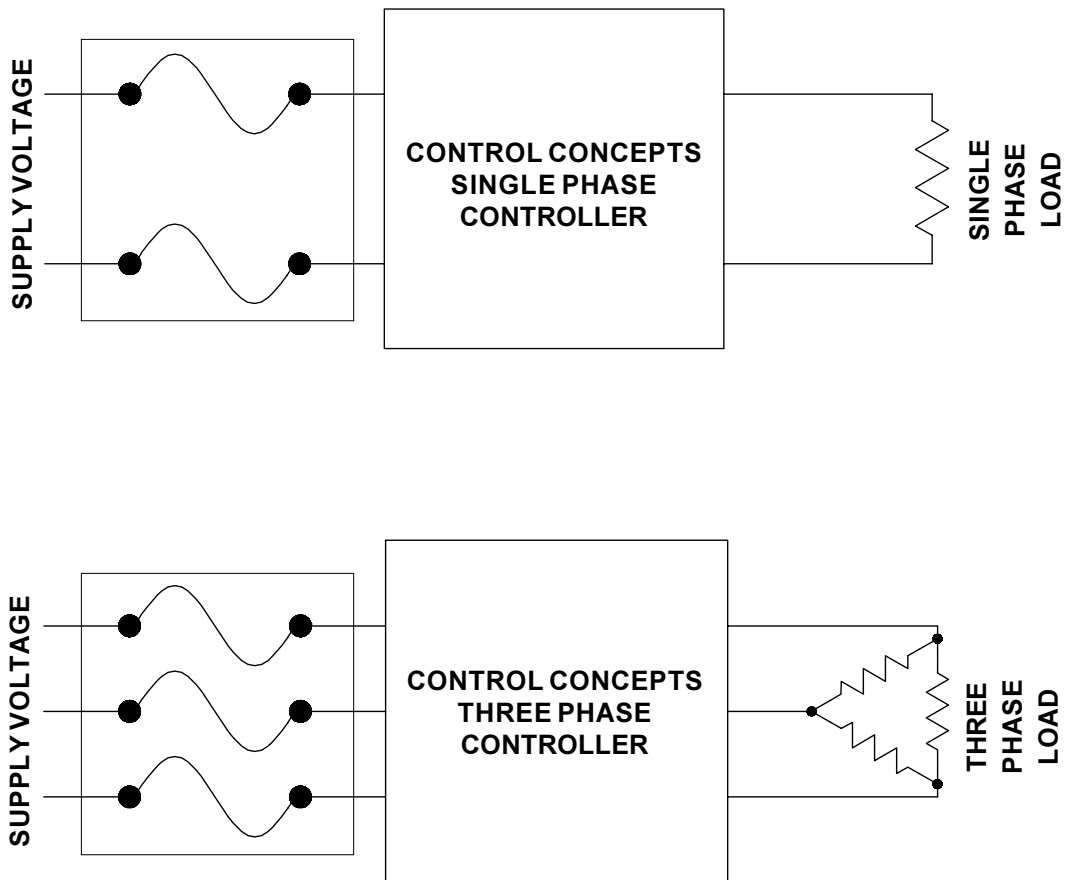 SUPPLY VOLTAGE
CONTROL CONCEPTS
SINGLE PHASE
CONTROLLER
SINGLE
PHASE
LOAD
SUPPLY VOLTAGE
CONTROL CONCEPTS
THREE PHASE
CONTROLLER
THREE
PHASE
LOAD